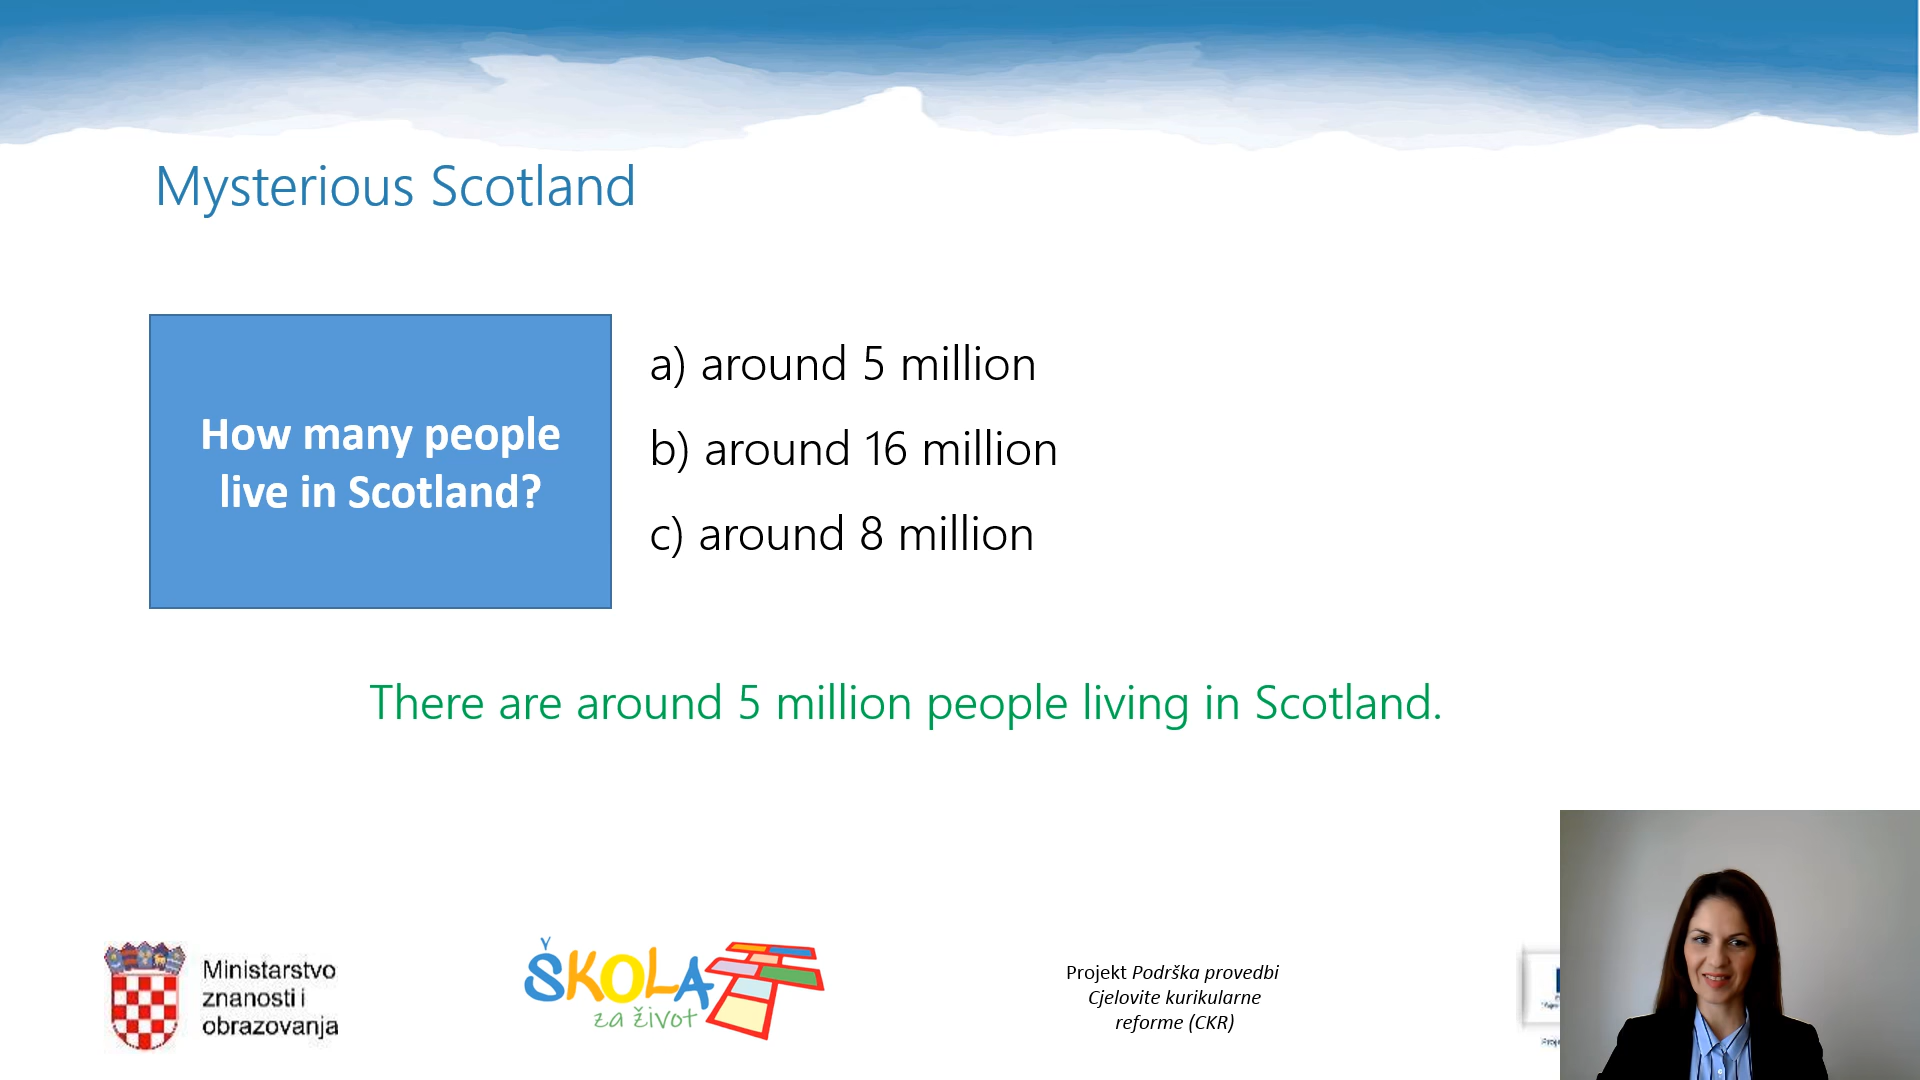 Mysterious Scotland
How many people
live in Scotland?
a) around 5 million
b) around 16 million
c) around 8 million
There are around 5 million people living in Scotland.
Ministarstvo
znanosti i
obrazovanja
ŠKOLA
za život
Projekt Podrška provedbi
Cjelovite kurikularne
reforme (CKR)